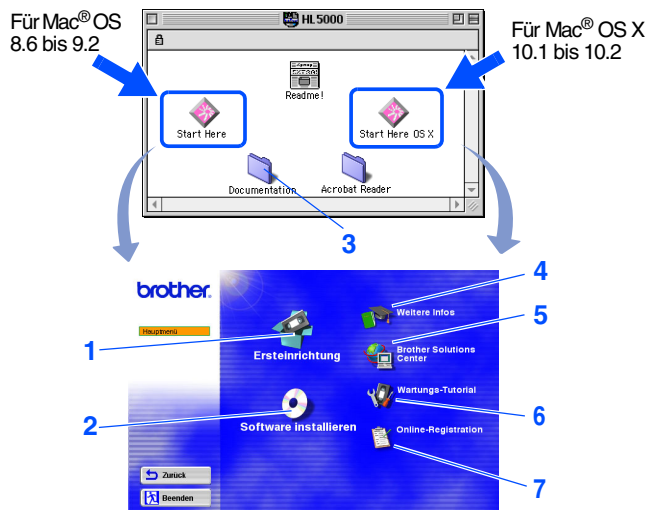 Für Mac® OS
8.6 bis 9.2
HL5000
Für Mac® OS X
10.1 bis 10.2
Readme!
Start Here
Start Here OS X
Documentation
Acrobat Reader
3
brother.
Hauptmenü
1
Ersteinrichtung
2
Software installieren
4
Weitere Infos
5
Brother Solutions
Center
Wartungs-Tutorial
6
Online-Registration
7
Zurück
Beenden